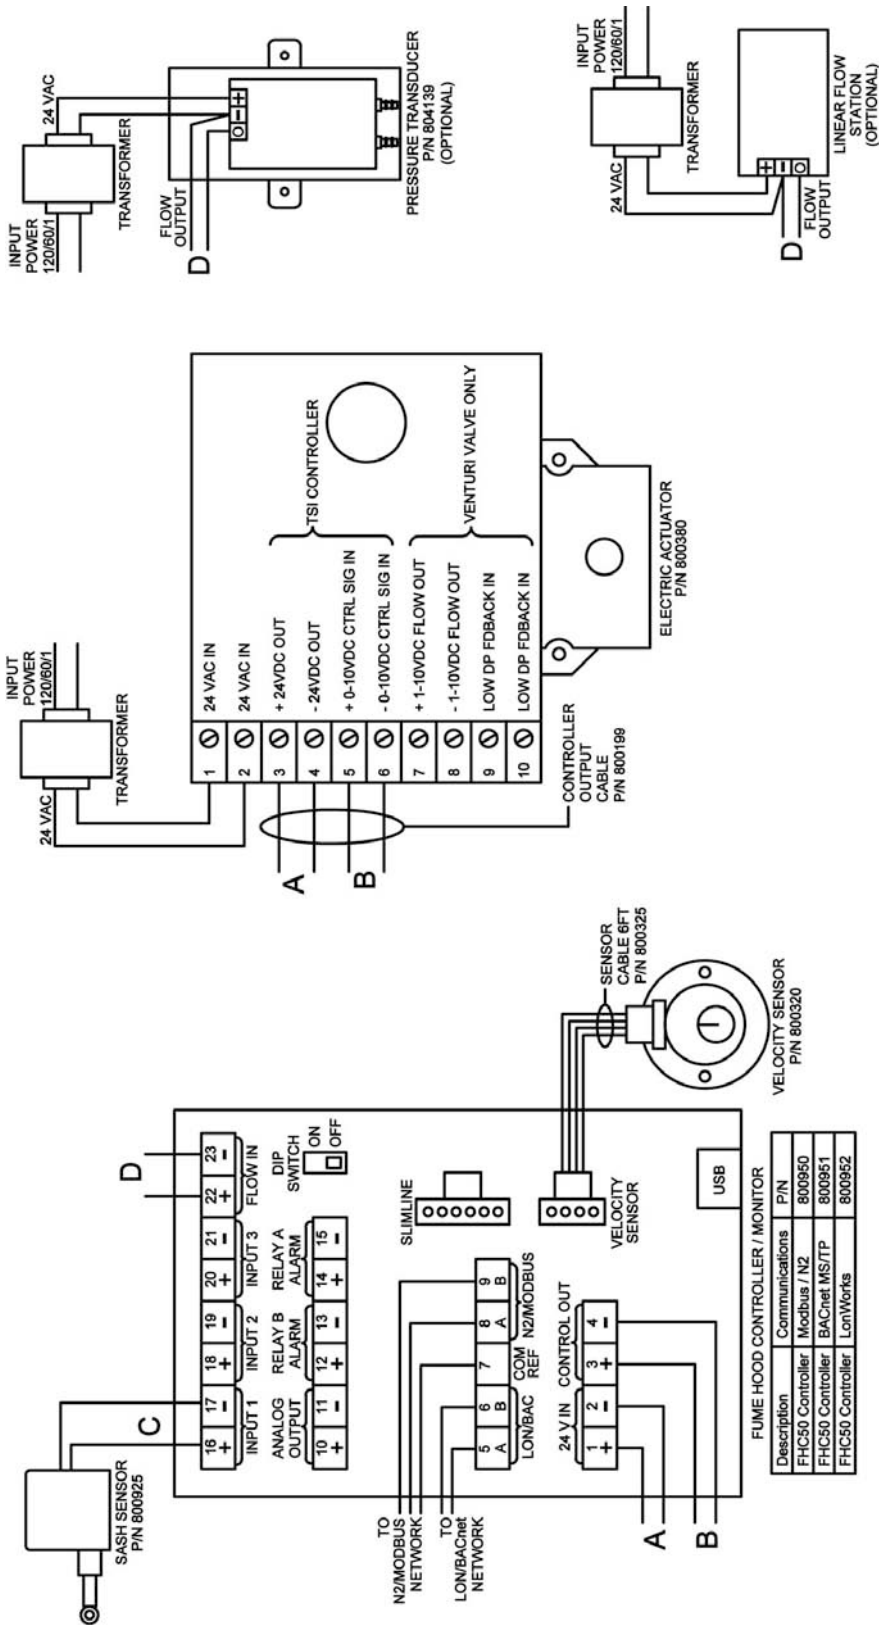 SASH SENSOR
P/N 800925
C
16
17
18
19
20
21
22
23
+
-
+
-
+
-
+
-
INPUT 1
INPUT 2
INPUT 3
FLOW IN
D
ANALOG
OUTPUT
RELAY B
ALARM
RELAY A
ALARM
DIP
SWITCH
ON
OFF
10
11
12
13
14
15
+
-
+
-
+
-
SLIMLINE
TO
N2/MODBUS
NETWORK
TO
LON/BACnet
NETWORK
5
6
7
8
9
A
B
A
B
LON/BAC
COM
REF
N2/MODBUS
24 V IN
CONTROL OUT
1
2
3
4
+
-
+
-
A
B
VELOCITY
SENSOR
USB
SENSOR
CABLE 6FT
P/N 800325
VELOCITY SENSOR
P/N 800320
FUME HOOD CONTROLLER / MONITOR
Description Communications P/N
FHC50 Controller Modbus / N2 800950
FHC50 Controller BACnet MS/TP 800951
FHC50 Controller LonWorks 800952
INPUT
POWER
120/60/1
24 VAC
TRANSFORMER
1 24 VAC IN
2 24 VAC IN
3 + 24VDC OUT
4 - 24VDC OUT
5 + 0-10VDC CTRL SIG IN
6 - 0-10VDC CTRL SIG IN
7 + 1-10VDC FLOW OUT
8 - 1-10VDC FLOW OUT
9 LOW DP FDBACK IN
10 LOW DP FDBACK IN
TSI CONTROLLER
VENTURI VALVE ONLY
A
B
CONTROLLER
OUTPUT
CABLE
P/N 800199
ELECTRIC ACTUATOR
P/N 800380
INPUT
POWER
120/60/1
24 VAC
TRANSFORMER
FLOW
OUTPUT
D
O
-
+
PRESSURE TRANSDUCER
P/N 804139
(OPTIONAL)
INPUT
POWER
120/60/1
24 VAC
TRANSFORMER
+
-
O
D
FLOW
OUTPUT
LINEAR FLOW
STATION
(OPTIONAL)